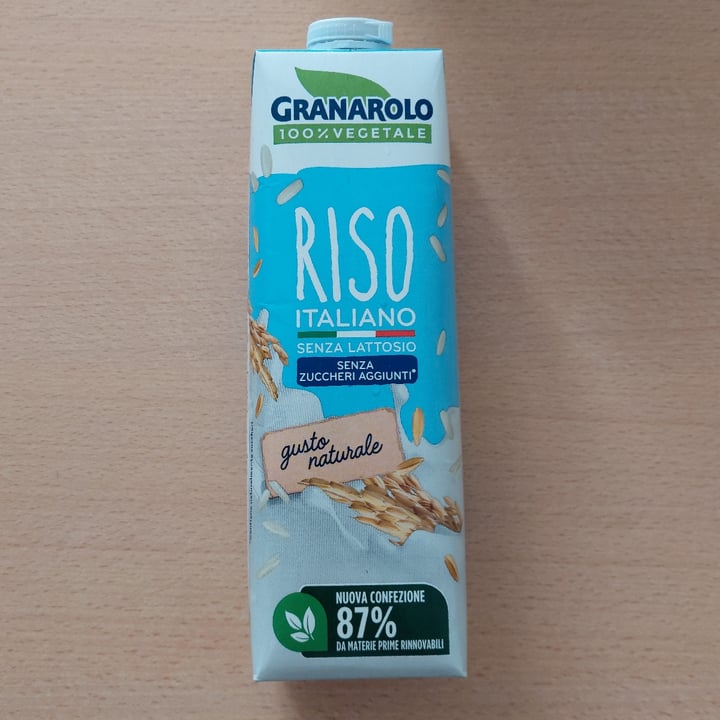 GRANAROLO
100% VEGETALE
RISO
ITALIANO
SENZA LATTOSIO
SENZA
ZUCCHERI AGGIUNTI*
gusto
naturale
NUOVA CONFEZIONE
87%
DA MATERIE PRIME RINNOVABILI